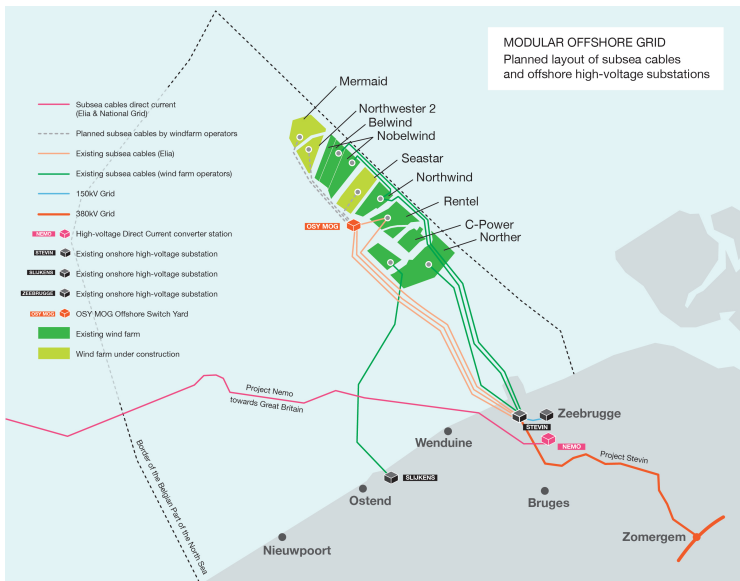 MODULAR OFFSHORE GRID
Planned layout of subsea cables
and offshore high-voltage substations
Mermaid
Northwester 2
Belwind
Nobelwind
Seastar
Northwind
Rentel
C-Power
Norther
OSY MOG
Subsea cables direct current
(Elia & National Grid)
Planned subsea cables by windfarm operators
Existing subsea cables (Elia)
Existing subsea cables (wind farm operators)
150kV Grid
380kV Grid
NEMO High-voltage Direct Current converter station
STEVIN Existing onshore high-voltage substation
SLIJKENS Existing onshore high-voltage substation
ZEEBRUGGE Existing onshore high-voltage substation
OSY MOG OSY MOG Offshore Switch Yard
Existing wind farm
Wind farm under construction
Project Nemo
towards Great Britain
Border of the Belgian Part of the North Sea
Zeebrugge
STEVIN
NEMO
Wenduine
Project Stevin
SLIJKENS
Ostend
Bruges
Zomergem
Nieuwpoort